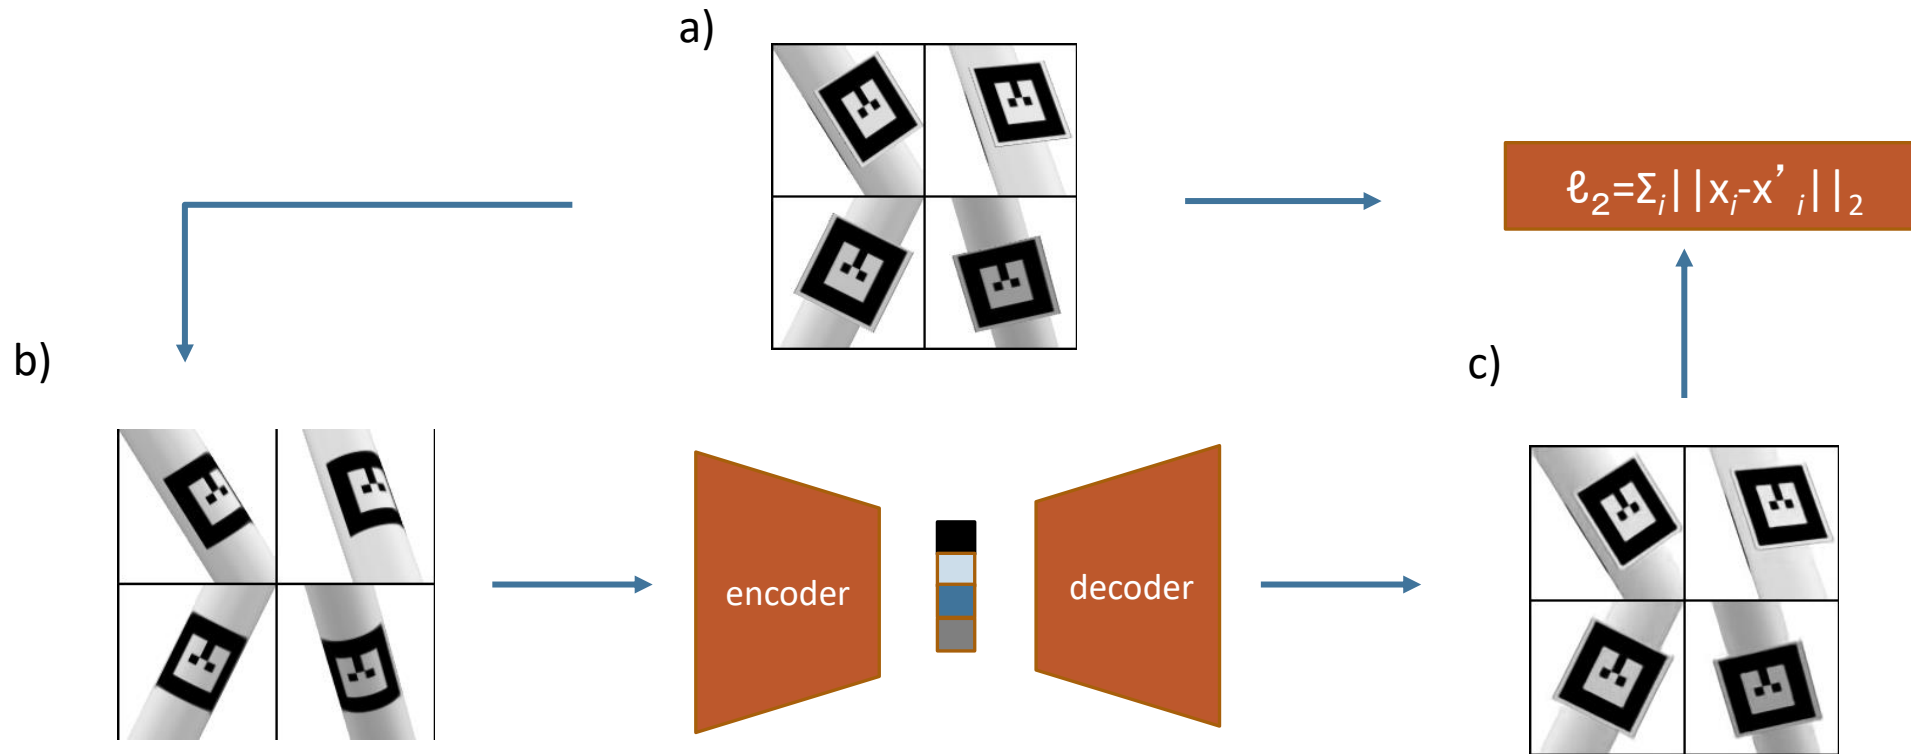 a)
ℓ₂=Σᵢ||xᵢ-x’ᵢ||₂
b)
c)
encoder
decoder